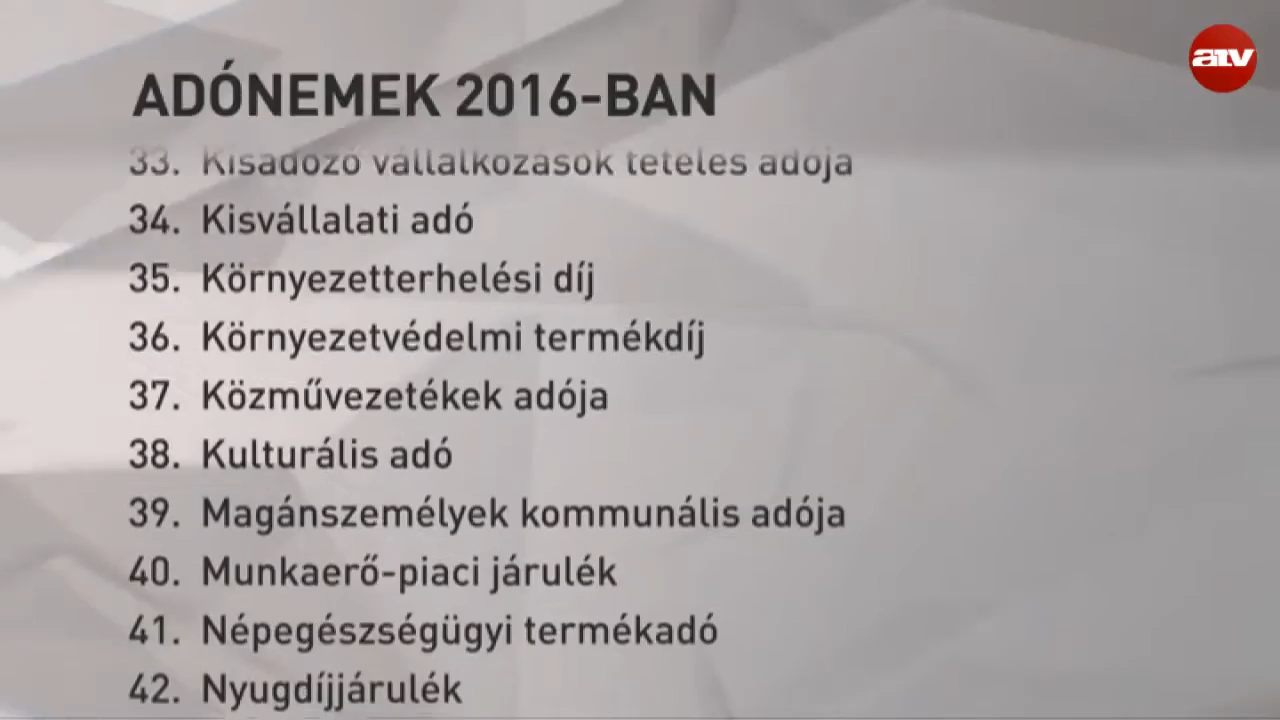 atv
ADÓNEMEK 2016-BAN
33. Kisadózó vállalkozások tételes adója
34. Kisvállalati adó
35. Környezetterhelési díj
36. Környezetvédelmi termékdíj
37. Közművezetékek adója
38. Kulturális adó
39. Magánszemélyek kommunális adója
40. Munkaerő-piaci járulék
41. Népegészségügyi termékadó
42. Nyugdíjjárulék